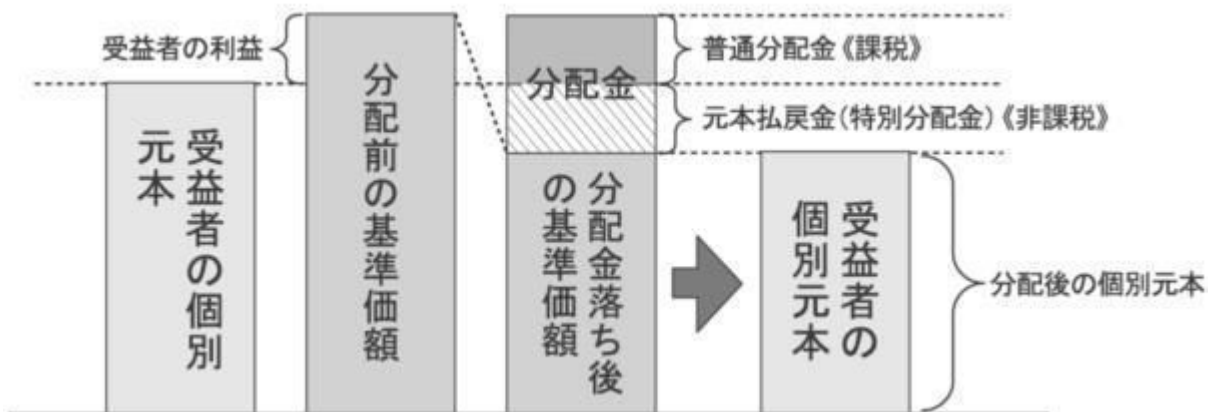 受益者の利益
受益者の個別
元本
分配前の基準価額
分配金
分配金落ち後
の基準価額
普通分配金《課税》
元本払戻金(特別分配金)《非課税》
受益者の
個別元本
分配後の個別元本